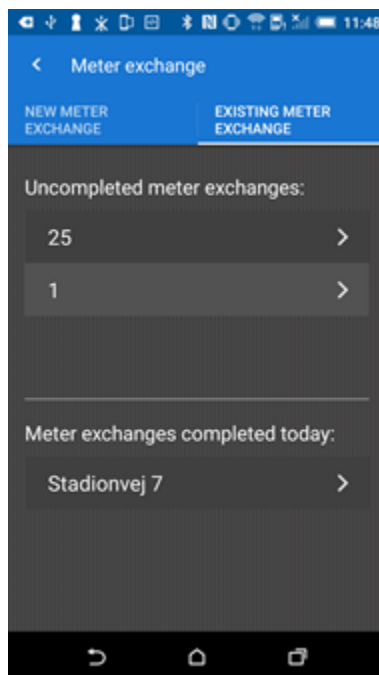 11:48
Meter exchange
NEW METER
EXCHANGE
EXISTING METER
EXCHANGE
Uncompleted meter exchanges:
25
1
Meter exchanges completed today:
Stadionvej 7